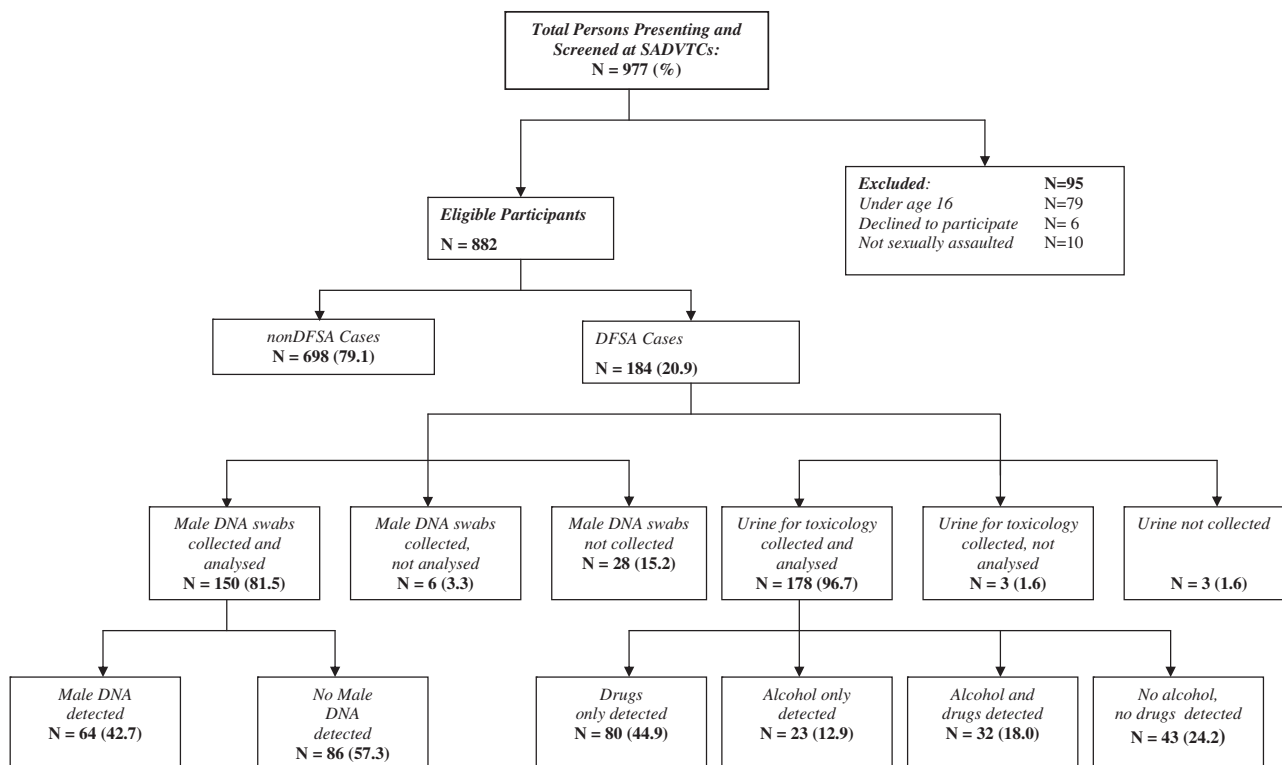 Total Persons Presenting and
Screened at SADVTCs:
N = 977 (%)
Excluded: N=95
Under age 16 N=79
Declined to participate N= 6
Not sexually assaulted N=10
Eligible Participants
N = 882
nonDFSA Cases
N = 698 (79.1)
DFSA Cases
N = 184 (20.9)
Male DNA swabs
collected and
analysed
N = 150 (81.5)
Male DNA swabs
collected,
not analysed
N = 6 (3.3)
Male DNA swabs
not collected
N = 28 (15.2)
Urine for toxicology
collected and
analysed
N = 178 (96.7)
Urine for toxicology
collected, not
analysed
N = 3 (1.6)
Urine not collected
N = 3 (1.6)
Male DNA
detected
N = 64 (42.7)
No Male
DNA
detected
N = 86 (57.3)
Drugs
only detected
N = 80 (44.9)
Alcohol only
detected
N = 23 (12.9)
Alcohol and
drugs detected
N = 32 (18.0)
No alcohol,
no drugs detected
N = 43 (24.2)